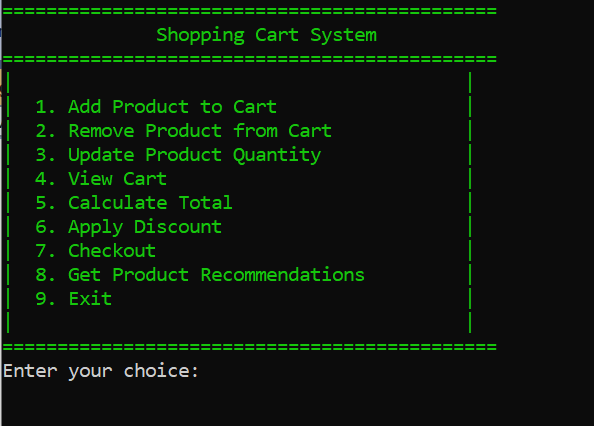 =============================================
              Shopping Cart System
=============================================
|                                         |
|  1. Add Product to Cart                 |
|  2. Remove Product from Cart            |
|  3. Update Product Quantity             |
|  4. View Cart                           |
|  5. Calculate Total                     |
|  6. Apply Discount                      |
|  7. Checkout                            |
|  8. Get Product Recommendations         |
|  9. Exit                                |
|                                         |
=============================================
Enter your choice: